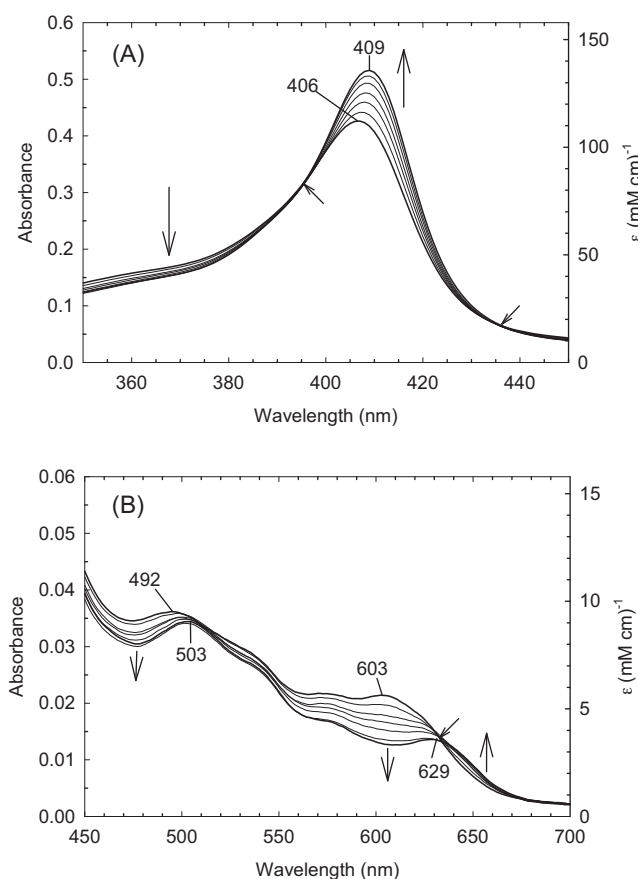 (A)
409
406
0.6
0.5
0.4
0.3
0.2
0.1
0.0
Absorbance
150
100
50
0
ε (mM cm)⁻¹
360 380 400 420 440
Wavelength (nm)
(B)
492
503
603
629
0.06
0.05
0.04
0.03
0.02
0.01
0.00
Absorbance
15
10
5
0
ε (mM cm)⁻¹
450 500 550 600 650 700
Wavelength (nm)